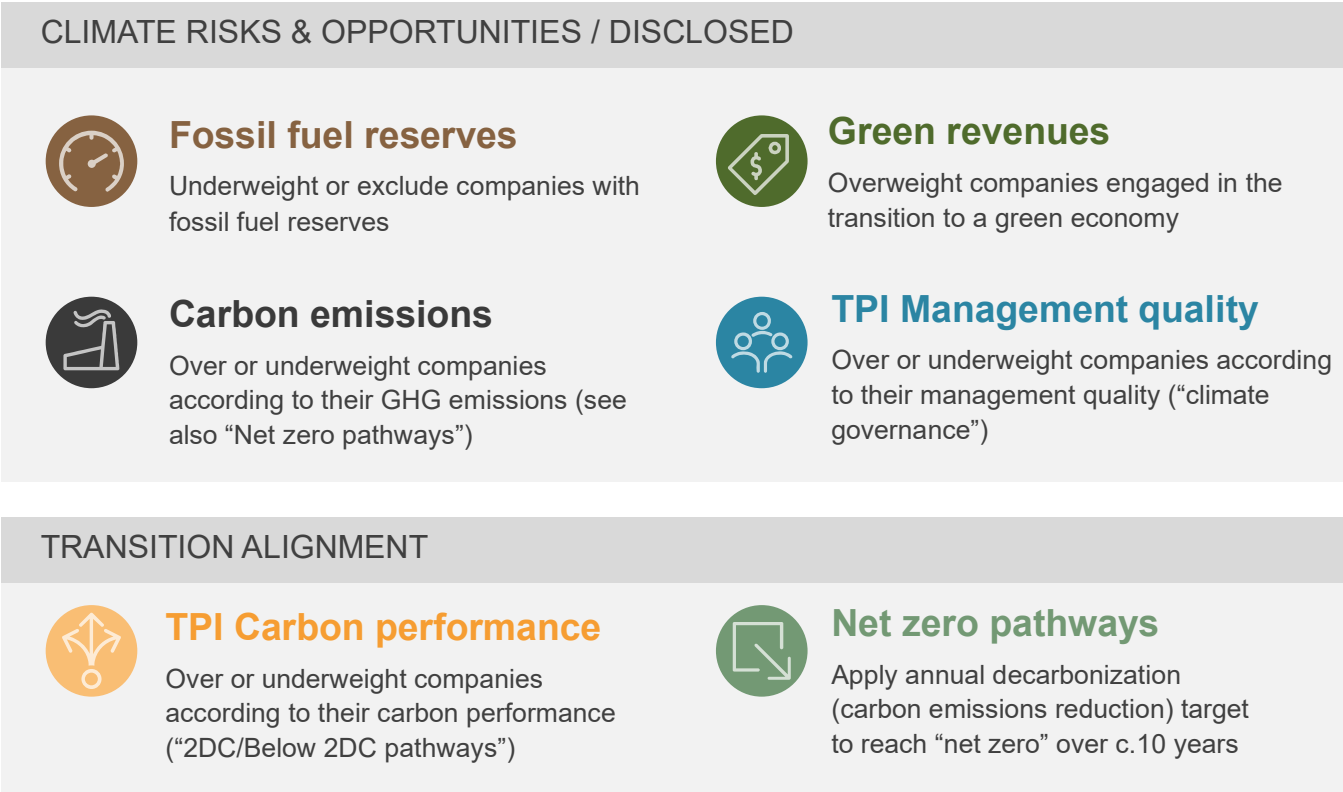 CLIMATE RISKS & OPPORTUNITIES / DISCLOSED
Fossil fuel reserves
Underweight or exclude companies with
fossil fuel reserves
Green revenues
Overweight companies engaged in the
transition to a green economy
Carbon emissions
Over or underweight companies
according to their GHG emissions (see
also “Net zero pathways”)
TPI Management quality
Over or underweight companies according
to their management quality (“climate
governance”)
TRANSITION ALIGNMENT
TPI Carbon performance
Over or underweight companies
according to their carbon performance
(“2DC/Below 2DC pathways”)
Net zero pathways
Apply annual decarbonization
(carbon emissions reduction) target
to reach “net zero” over c.10 years